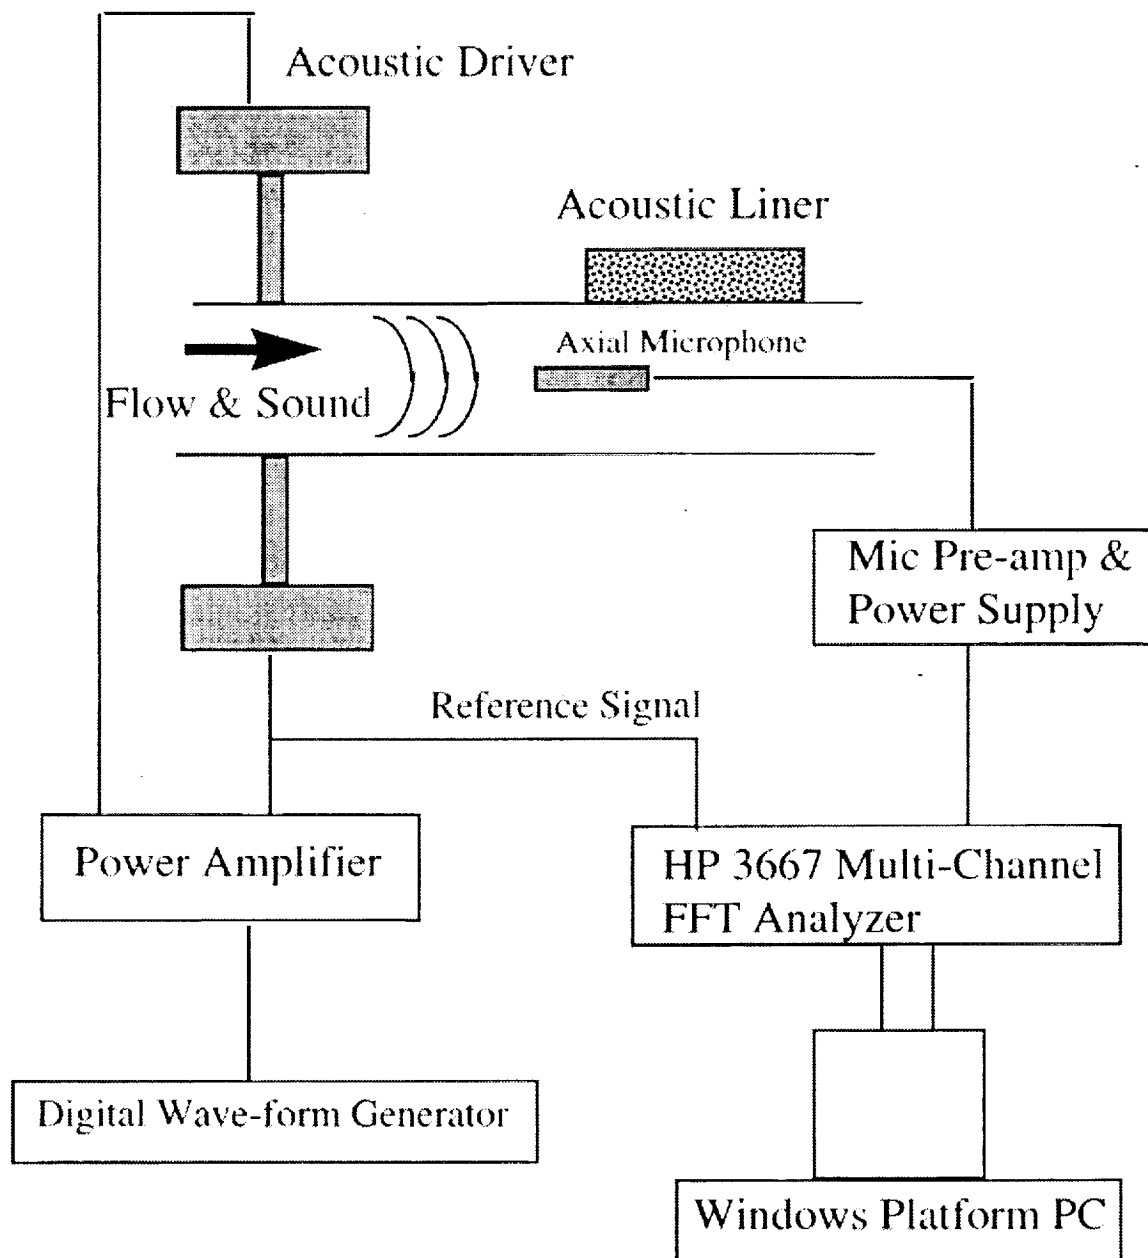 Acoustic Driver
Acoustic Liner
Axial Microphone
Flow & Sound
Mic Pre-amp &
Power Supply
Reference Signal
Power Amplifier
HP 3667 Multi-Channel
FFT Analyzer
Digital Wave-form Generator
Windows Platform PC